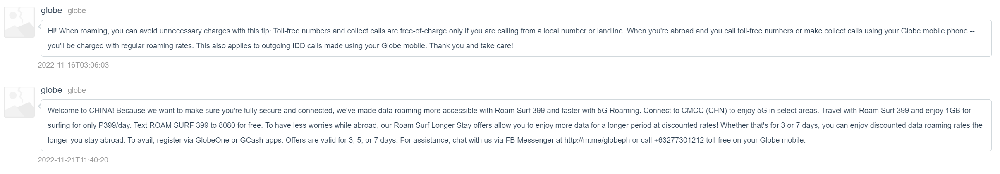 globe globe
Hi! When roaming, you can avoid unnecessary charges with this tip: Toll-free numbers and collect calls are free-of-charge only if you are calling from a local number or landline. When you're abroad and you call toll-free numbers or make collect calls using your Globe mobile phone --
you'll be charged with regular roaming rates. This also applies to outgoing IDD calls made using your Globe mobile. Thank you and take care!
2022-11-16T03:06:03
globe globe
Welcome to CHINA! Because we want to make sure you're fully secure and connected, we've made data roaming more accessible with Roam Surf 399 and faster with 5G Roaming. Connect to CMCC (CHN) to enjoy 5G in select areas. Travel with Roam Surf 399 and enjoy 1GB for
surfing for only P399/day. Text ROAM SURF 399 to 8080 for free. To have less worries while abroad, our Roam Surf Longer Stay offers allow you to enjoy more data for a longer period at discounted rates! Whether that's for 3 or 7 days, you can enjoy discounted data roaming rates the
longer you stay abroad. To avail, register via GlobeOne or GCash apps. Offers are valid for 3, 5, or 7 days. For assistance, chat with us via FB Messenger at http://m.me/globeph or call +63277301212 toll-free on your Globe mobile.
2022-11-21T11:40:20